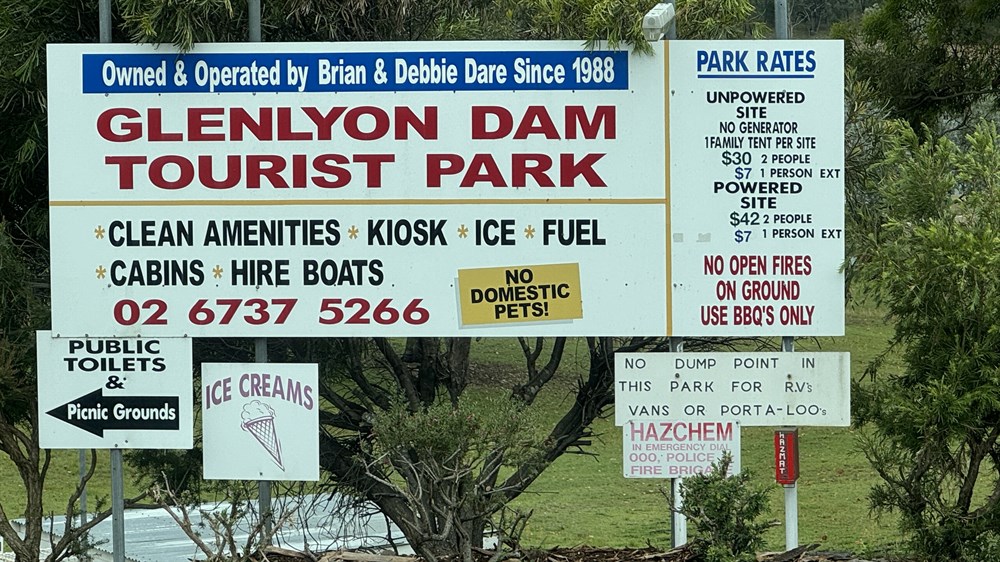 Owned & Operated by Brian & Debbie Dare Since 1988
GLENLYON DAM
TOURIST PARK
*CLEAN AMENITIES * KIOSK * ICE * FUEL
*CABINS * HIRE BOATS
02 6737 5266
NO
DOMESTIC
PETS!
PARK RATES
UNPOWERED
SITE
NO GENERATOR
1 FAMILY TENT PER SITE
$30 2 PEOPLE
$7 1 PERSON EXT
POWERED
SITE
$42 2 PEOPLE
$7 1 PERSON EXT
NO OPEN FIRES
ON GROUND
USE BBQ'S ONLY
PUBLIC
TOILETS
&
Picnic Grounds
ICE CREAMS
NO DUMP POINT IN
THIS PARK FOR R.V's
VANS OR PORTA-LOO's
HAZCHEM
IN EMERGENCY DIAL
000, POLICE
FIRE BRIGADE
HAZMAT